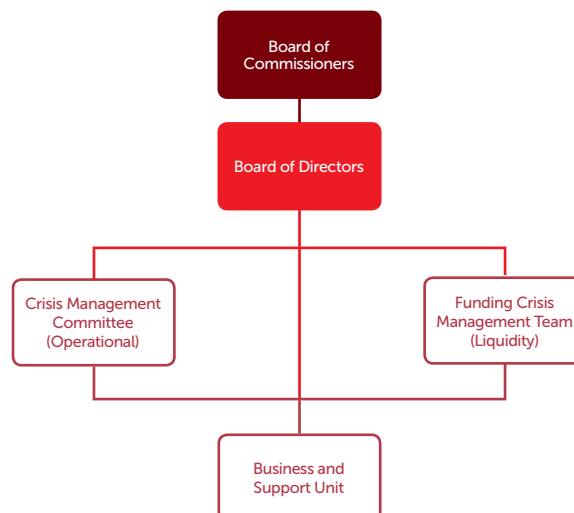 Board of
Commissioners
Board of Directors
Crisis Management
Committee
(Operational)
Funding Crisis
Management Team
(Liquidity)
Business and
Support Unit